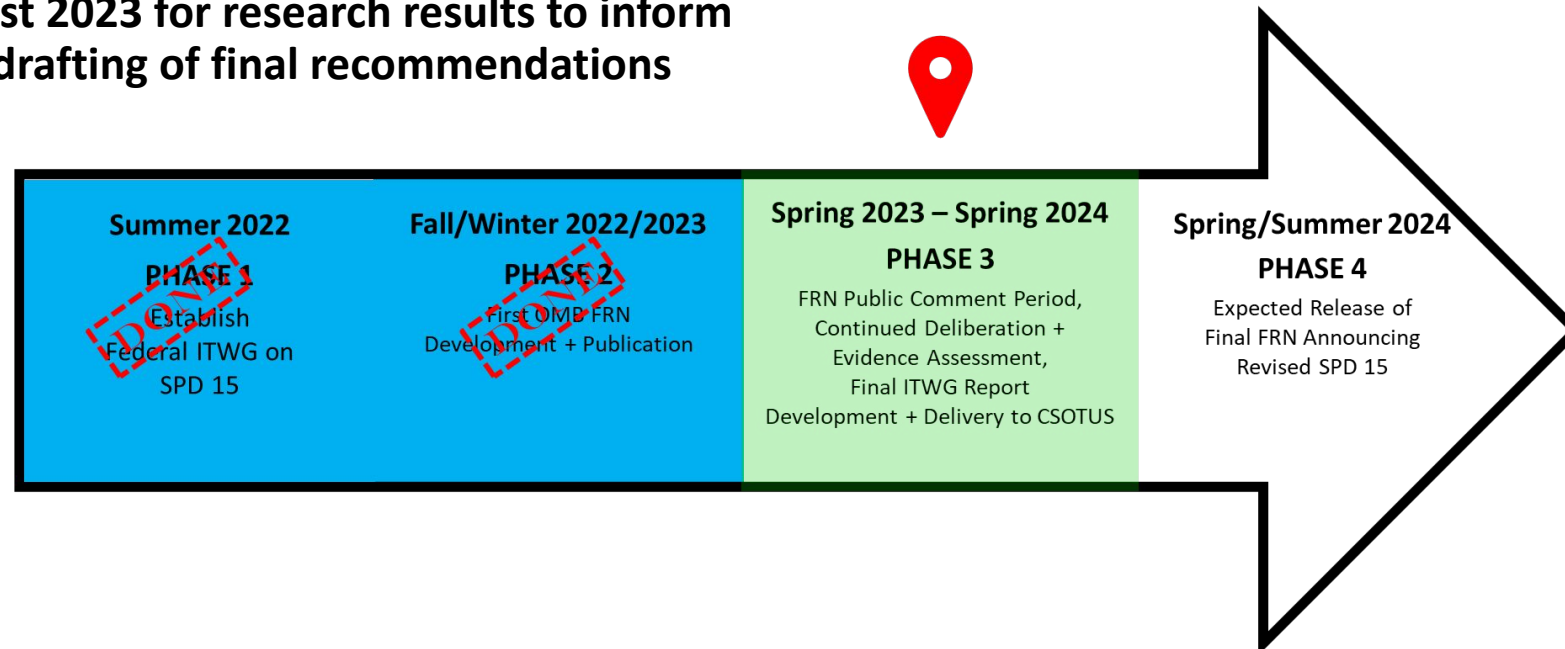 st 2023 for research results to inform
drafting of final recommendations
Summer 2022
PHASE 1
DONE
Establish
Federal ITWG on
SPD 15
Fall/Winter 2022/2023
PHASE 2
DONE
First OMB FRN
Development + Publication
Spring 2023 – Spring 2024
PHASE 3
FRN Public Comment Period,
Continued Deliberation +
Evidence Assessment,
Final ITWG Report
Development + Delivery to CSOTUS
Spring/Summer 2024
PHASE 4
Expected Release of
Final FRN Announcing
Revised SPD 15